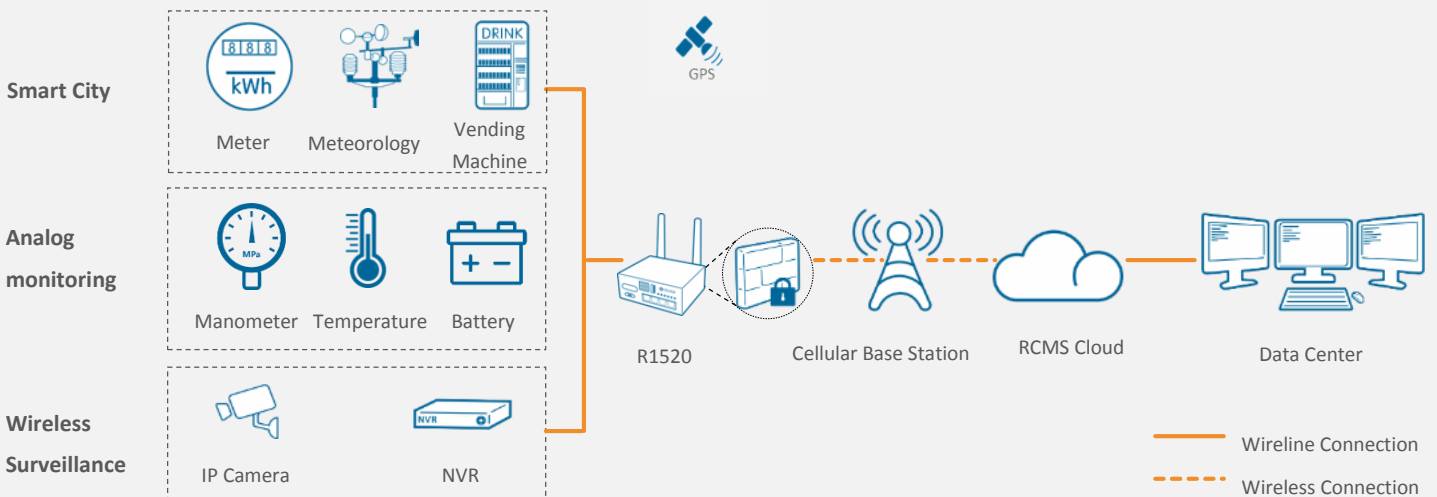 GPS
Smart City
888
kWh
DRINK
Meter
Meteorology
Vending
Machine
Analog
monitoring
MPa
Manometer
Temperature
Battery
R1520
Cellular Base Station
RCMS Cloud
Data Center
Wireless
Surveillance
NVR
IP Camera
NVR
Wireline Connection
Wireless Connection